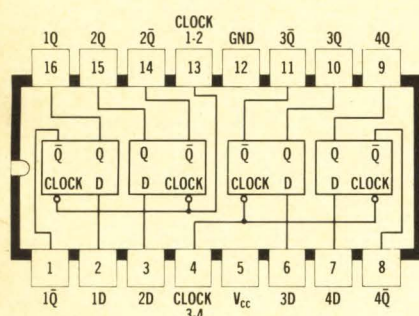 CLOCK
1Q 2Q 2Q̄ 1-2 GND 3Q̄ 3Q 4Q
16 15 14 13 12 11 10 9
Q̄ Q Q Q̄ Q̄ Q Q Q̄
CLOCK D D CLOCK CLOCK D D CLOCK
1 2 3 4 5 6 7 8
1Q̄ 1D 2D CLOCK VCC 3D 4D 4Q̄
3-4